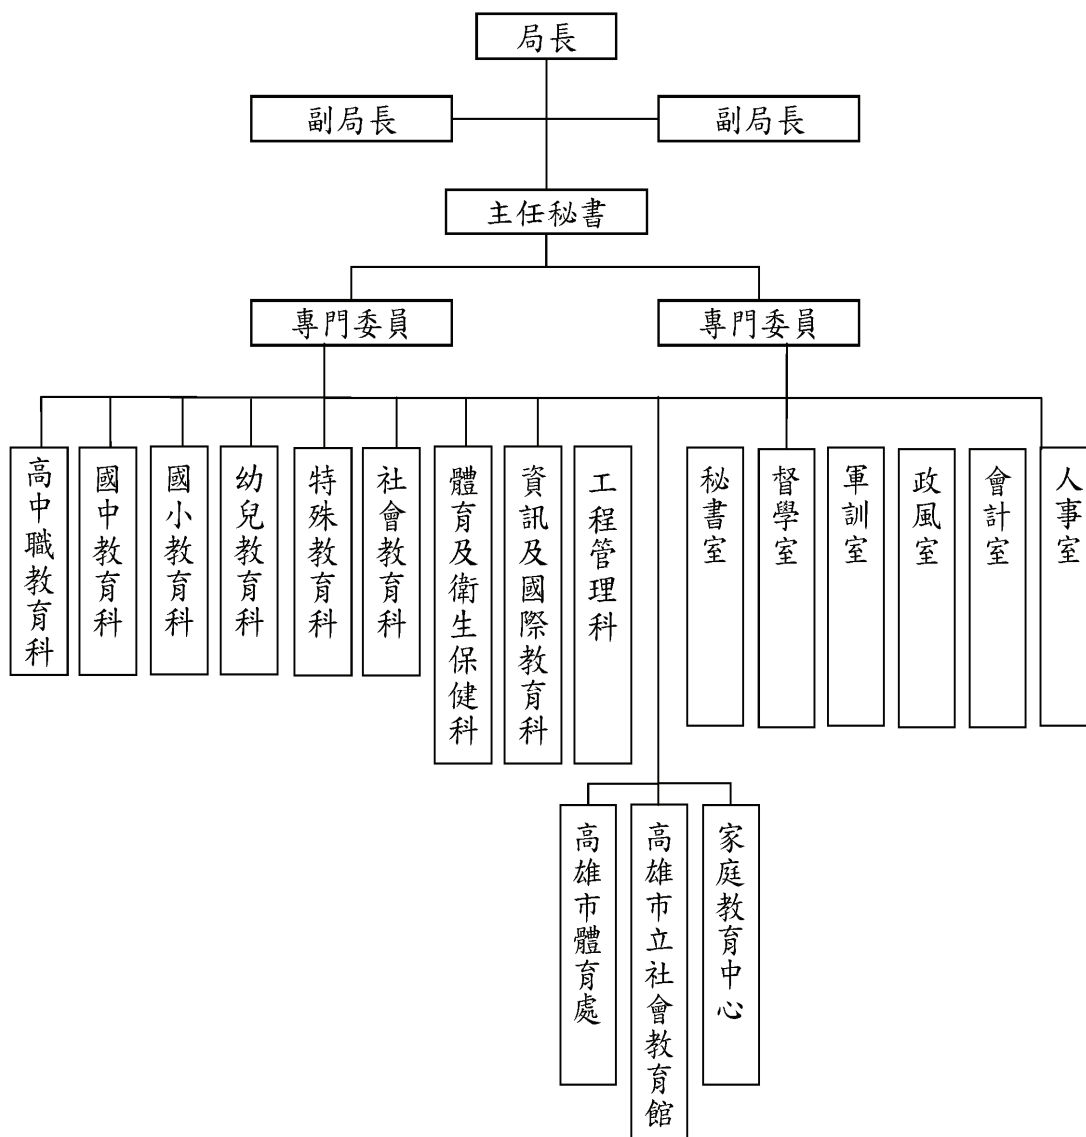 局長
副局長
副局長
主任秘書
專門委員
專門委員
高中職教育科
國中教育科
國小教育科
幼兒教育科
特殊教育科
社會教育科
體育及衛生保健科
資訊及國際教育科
工程管理科
秘書室
督學室
軍訓室
政風室
會計室
人事室
高雄市體育處
高雄市立社會教育館
家庭教育中心